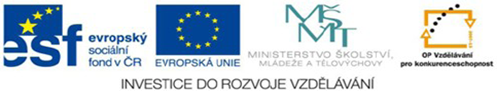 esf
evropský
sociální
fond v ČR
EVROPSKÁ UNIE
MŠMT
MINISTERSTVO ŠKOLSTVÍ,
MLÁDEŽE A TĚLOVÝCHOVY
OP Vzdělávání
pro konkurenceschopnost
INVESTICE DO ROZVOJE VZDĚLÁVÁNÍ